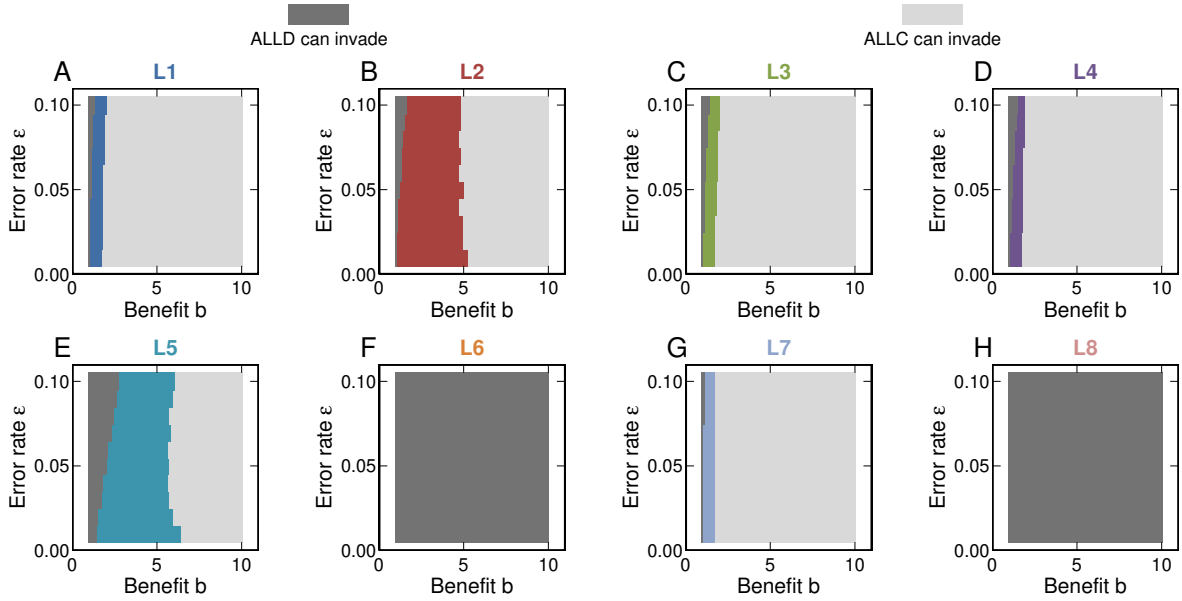 ALLD can invade
ALLC can invade
A L1
0.10
0.05
0.00
0 5 10
Error rate ε
Benefit b
B L2
0.10
0.05
0.00
0 5 10
Error rate ε
Benefit b
C L3
0.10
0.05
0.00
0 5 10
Error rate ε
Benefit b
D L4
0.10
0.05
0.00
0 5 10
Error rate ε
Benefit b
E L5
0.10
0.05
0.00
0 5 10
Error rate ε
Benefit b
F L6
0.10
0.05
0.00
0 5 10
Error rate ε
Benefit b
G L7
0.10
0.05
0.00
0 5 10
Error rate ε
Benefit b
H L8
0.10
0.05
0.00
0 5 10
Error rate ε
Benefit b